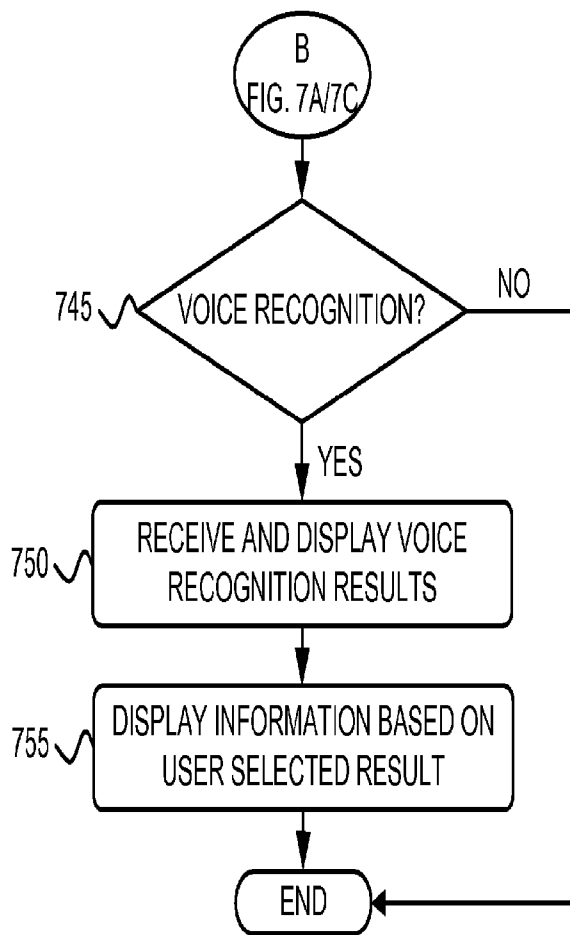 B
FIG. 7A/7C
745
VOICE RECOGNITION?
NO
YES
750
RECEIVE AND DISPLAY VOICE
RECOGNITION RESULTS
755
DISPLAY INFORMATION BASED ON
USER SELECTED RESULT
END